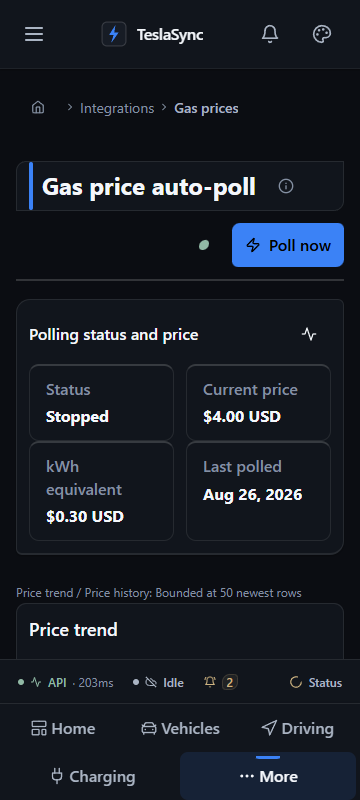 TeslaSync
Integrations
Gas prices
Gas price auto-poll
Poll now
Polling status and price
Status
Stopped
Current price
$4.00 USD
kWh
equivalent
$0.30 USD
Last polled
Aug 26, 2026
Price trend / Price history: Bounded at 50 newest rows
Price trend
API · 203ms
Idle
2
Status
Home
Vehicles
Driving
Charging
More